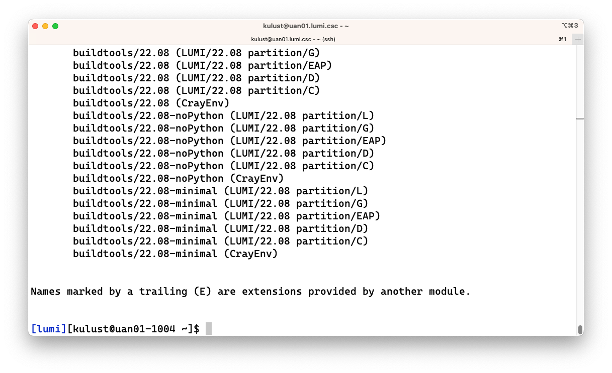 kulust@uan01.lumi.csc - ~
⌥⌘3
kulust@uan01.lumi.csc - ~ (ssh)
⌘1
buildtools/22.08 (LUMI/22.08 partition/G)
buildtools/22.08 (LUMI/22.08 partition/EAP)
buildtools/22.08 (LUMI/22.08 partition/D)
buildtools/22.08 (LUMI/22.08 partition/C)
buildtools/22.08 (CrayEnv)
buildtools/22.08-noPython (LUMI/22.08 partition/L)
buildtools/22.08-noPython (LUMI/22.08 partition/G)
buildtools/22.08-noPython (LUMI/22.08 partition/EAP)
buildtools/22.08-noPython (LUMI/22.08 partition/D)
buildtools/22.08-noPython (LUMI/22.08 partition/C)
buildtools/22.08-noPython (CrayEnv)
buildtools/22.08-minimal (LUMI/22.08 partition/L)
buildtools/22.08-minimal (LUMI/22.08 partition/G)
buildtools/22.08-minimal (LUMI/22.08 partition/EAP)
buildtools/22.08-minimal (LUMI/22.08 partition/D)
buildtools/22.08-minimal (LUMI/22.08 partition/C)
buildtools/22.08-minimal (CrayEnv)
Names marked by a trailing (E) are extensions provided by another module.
[lumi][kulust@uan01-1004 ~]$